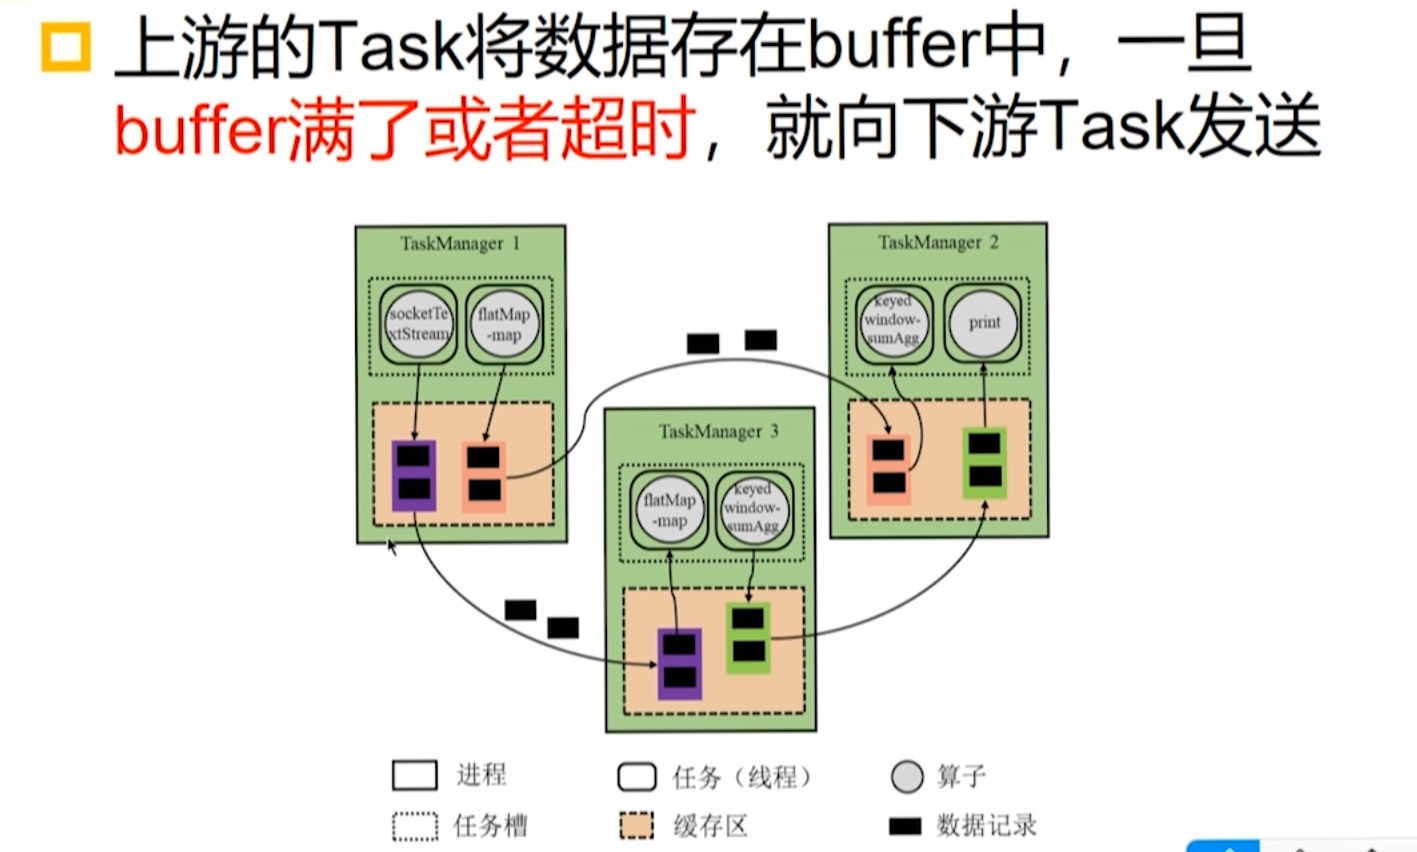 上游的Task将数据存在buffer中，一旦
buffer满了或者超时，就向下游Task发送
TaskManager 1
socketTe
xtStream
flatMap
-map
TaskManager 2
keyed
window-
sumAgg
print
TaskManager 3
flatMap
-map
keyed
window-
sumAgg
进程
任务（线程）
算子
任务槽
缓存区
数据记录